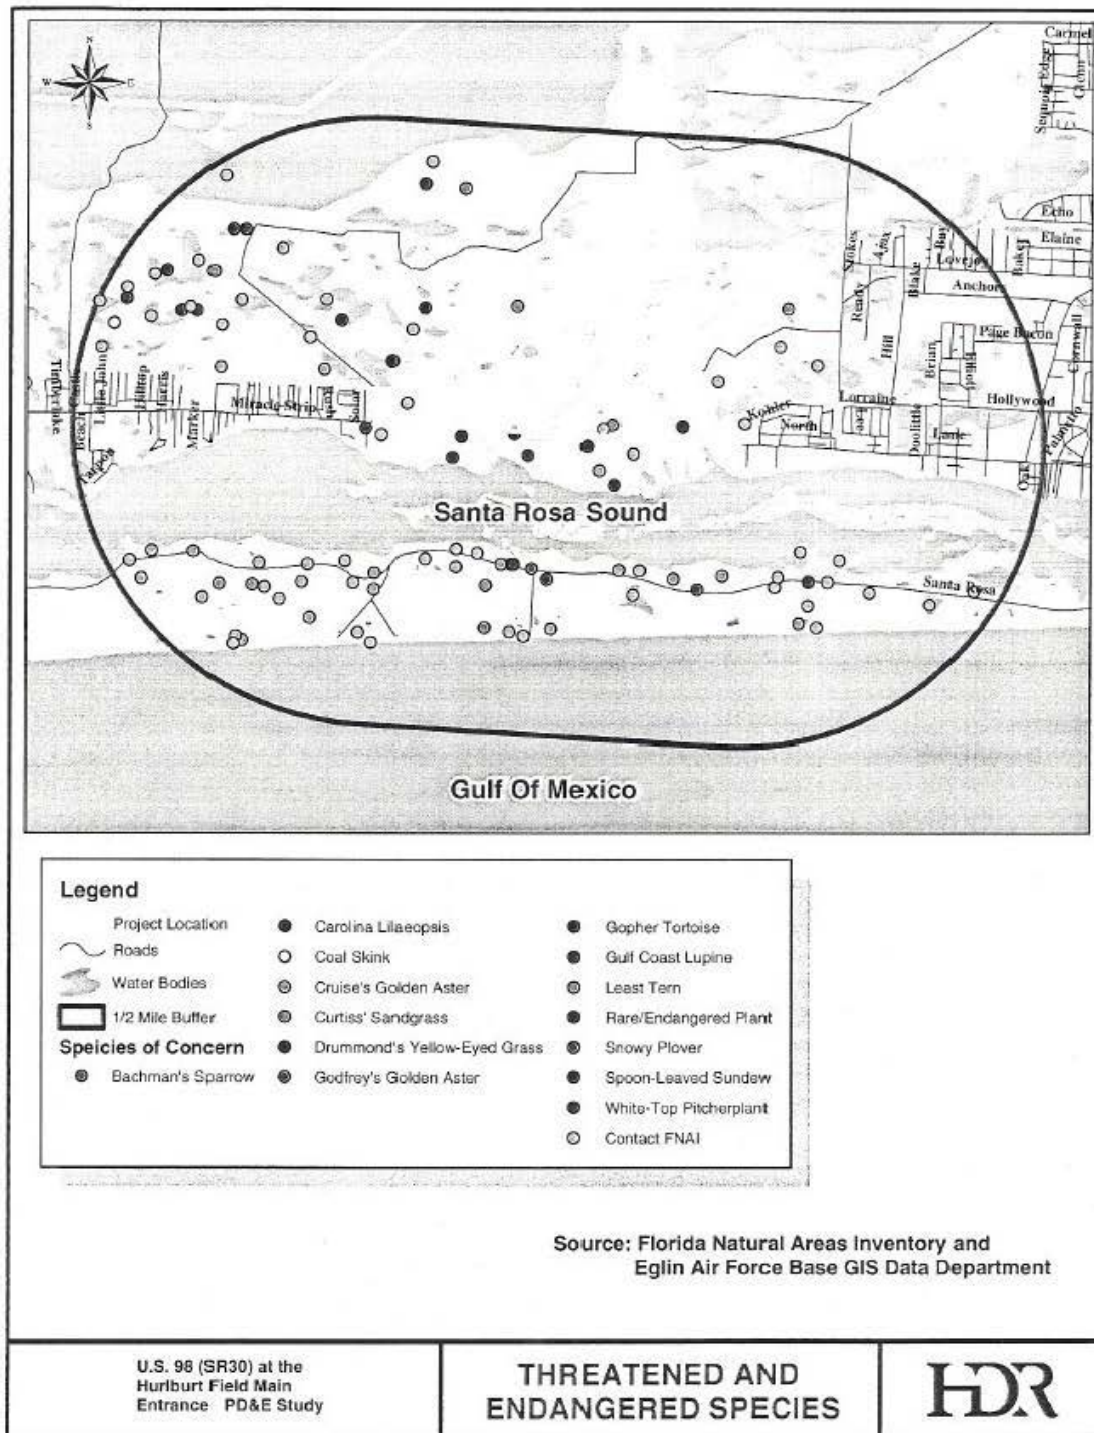 N
W
E
S
Carmel
Sequoia
Edge
Glenn
Echo
Elaine
Bay
Baker
Lovejoy
Ajax
Stokes
Blake
Anchors
Ready
Page Bacon
Cornwall
Hill
Brian
Elliott
Hollywood
Lorraine
Kohler
North
Doolittle
Lane
Palmetto
Oak
Timberlake
Beach
Little John
Hilltop
Harris
Marker
Miracle Strip
Rush
Solar
Tarpon
Santa Rosa Sound
Santa Rosa
Gulf Of Mexico
Legend
Project Location
Roads
Water Bodies
1/2 Mile Buffer
Speicies of Concern
Bachman's Sparrow
Carolina Lilaeopsis
Coal Skink
Cruise's Golden Aster
Curtiss' Sandgrass
Drummond's Yellow-Eyed Grass
Godfrey's Golden Aster
Gopher Tortoise
Gulf Coast Lupine
Least Tern
Rare/Endangered Plant
Snowy Plover
Spoon-Leaved Sundew
White-Top Pitcherplant
Contact FNAI
Source: Florida Natural Areas Inventory and
Eglin Air Force Base GIS Data Department
U.S. 98 (SR30) at the
Hurlburt Field Main
Entrance PD&E Study
THREATENED AND
ENDANGERED SPECIES
HDR